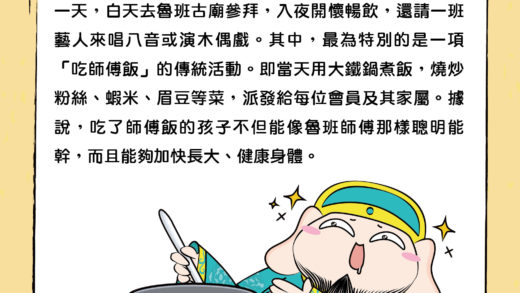 一天，白天去魯班古廟參拜，入夜開懷暢飲，還請一班
藝人來唱八音或演木偶戲。其中，最為特別的是一項
「吃師傅飯」的傳統活動。即當天用大鐵鍋煮飯，燒炒
粉絲、蝦米、眉豆等菜，派發給每位會員及其家屬。據
說，吃了師傅飯的孩子不但能像魯班師傅那樣聰明能
幹，而且能夠加快長大、健康身體。